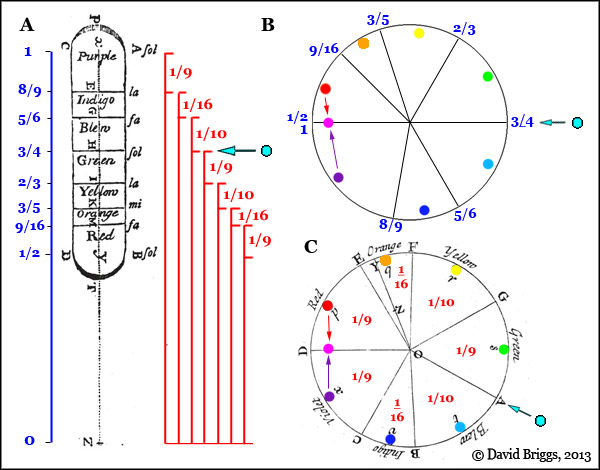 A
P
C
x
A sol
Purple
1
8/9
5/6
3/4
2/3
3/5
9/16
1/2
0
E
Indigo
la
G
Blew
fa
H
Green
sol
I
Yellow
la
K
Orange
mi
M
fa
Red
D
Y
B sol
T
N
1/9
1/16
1/10
1/9
1/10
1/16
1/9
B
3/5
2/3
9/16
1/2
1
3/4
8/9
5/6
C
Orange
F
Yellow
E
q
r
1
16
1/10
G
Red
p
N
Green
s
1/9
1/9
D
O
1/9
1
16
1/10
A
Violet
x
C
v
Indigo
B
t
Blew
© David Briggs, 2013